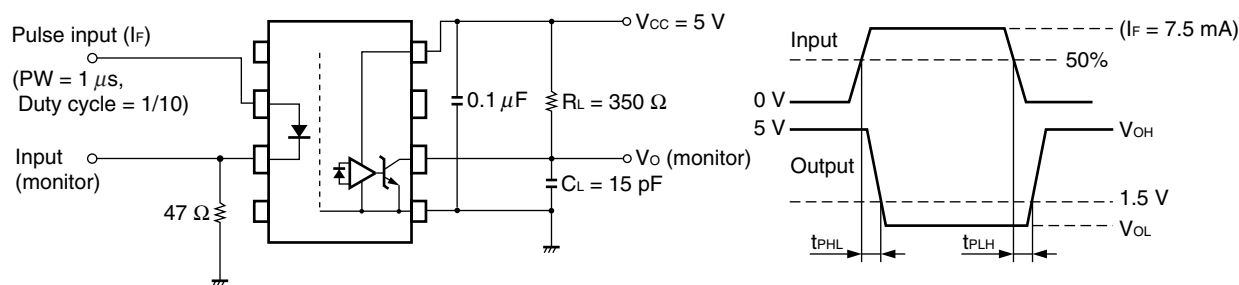 Pulse input (IF)
(PW = 1 μs,
Duty cycle = 1/10)
Input
(monitor)
47 Ω
VCC = 5 V
0.1 μF
RL = 350 Ω
VO (monitor)
CL = 15 pF
Input
(IF = 7.5 mA)
50%
0 V
5 V
VOH
Output
1.5 V
VOL
tPHL
tPLH